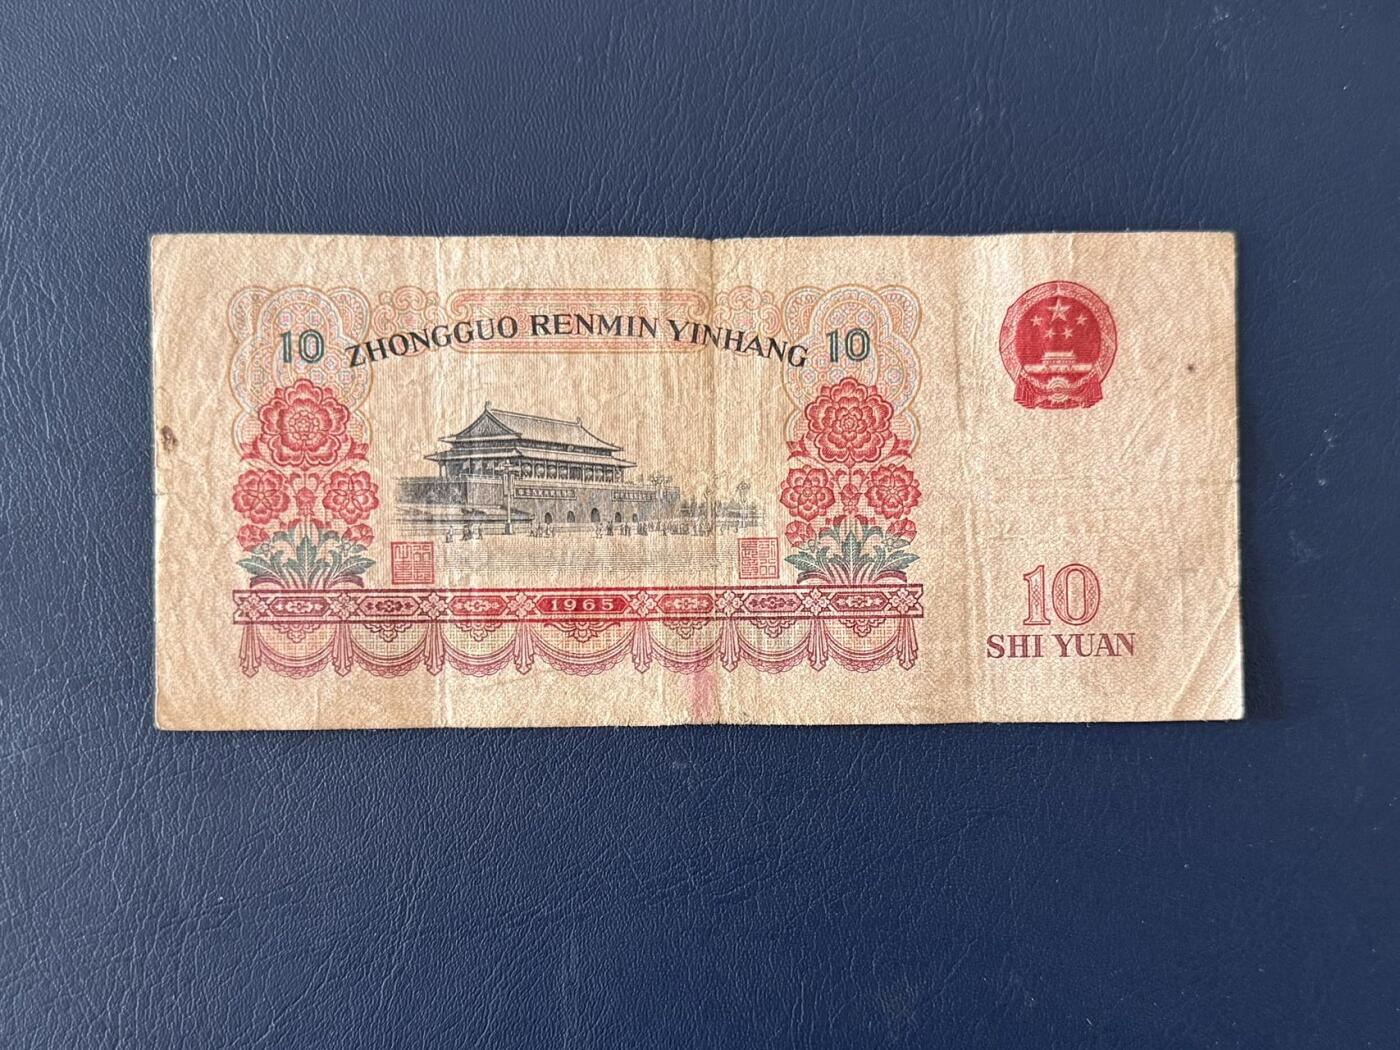 10 ZHONGGUO RENMIN YINHANG 10
1965
10
SHI YUAN